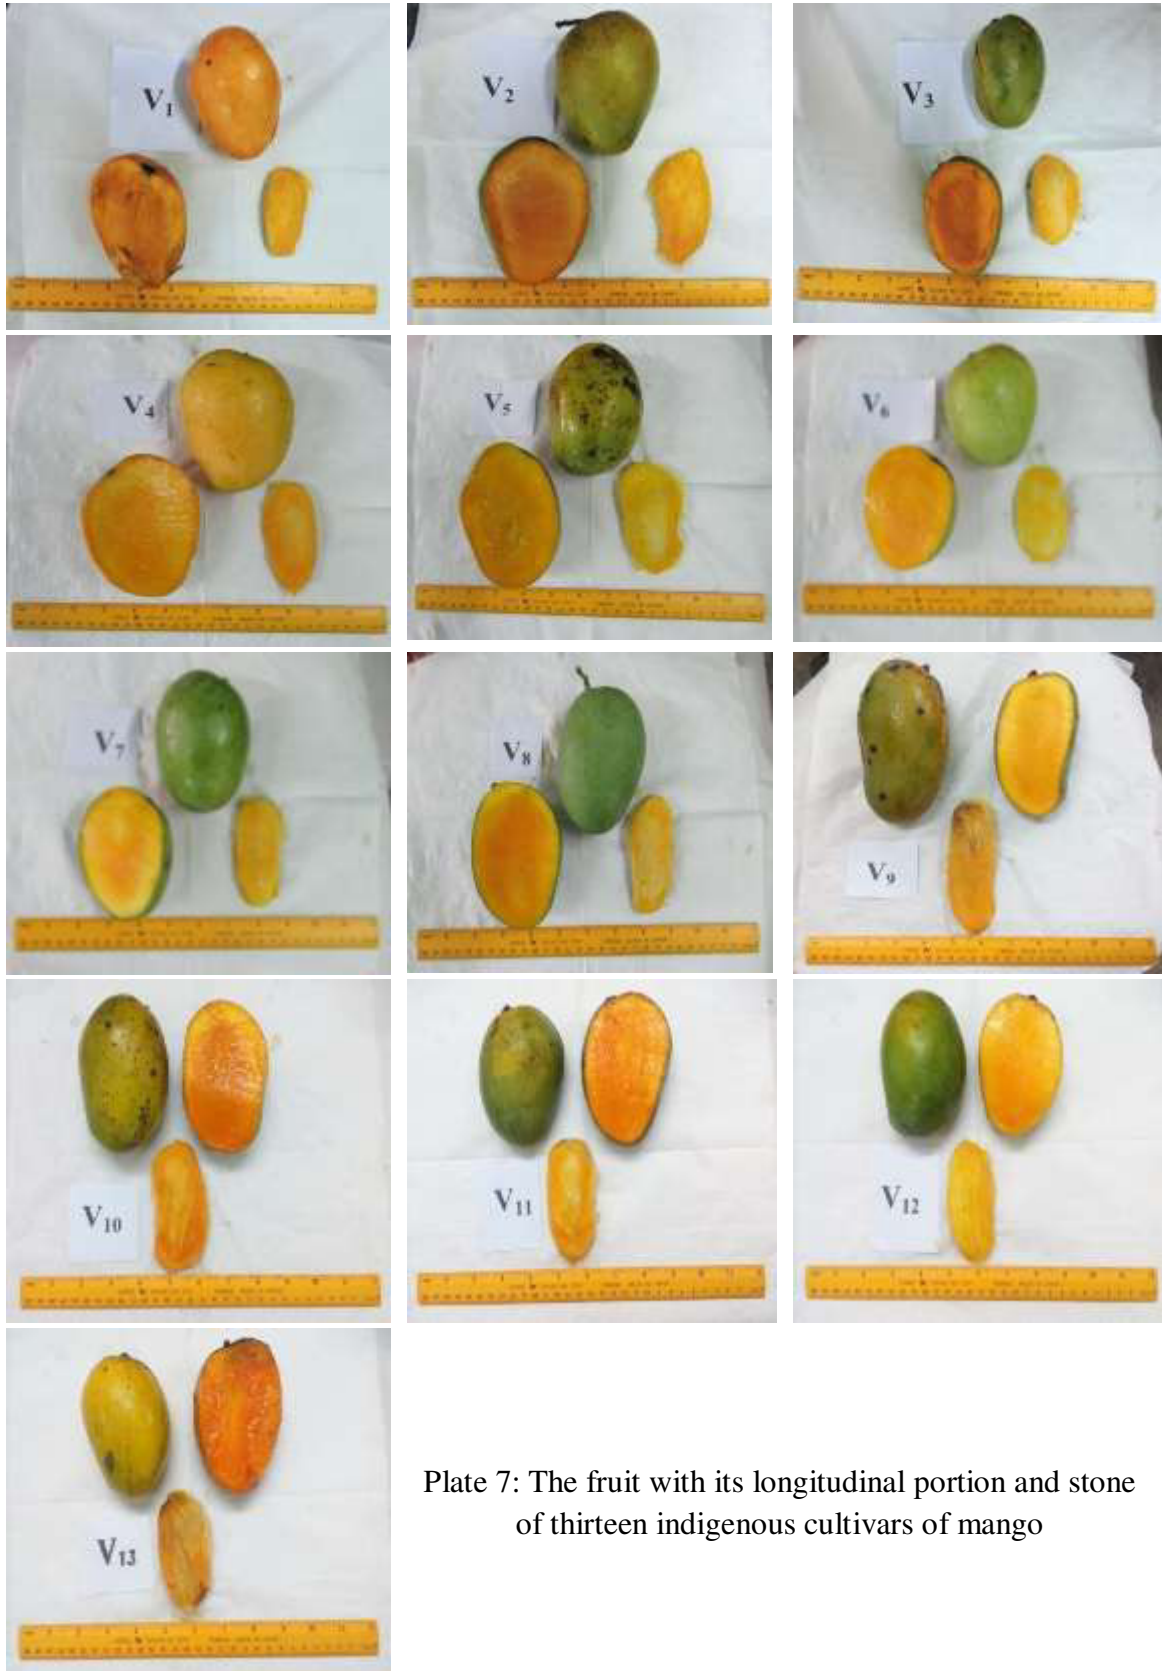 V₁
V₂
V₃
V₄
V₅
V₆
V₇
V₈
V₉
V₁₀
V₁₁
V₁₂
V₁₃
Plate 7: The fruit with its longitudinal portion and stone
of thirteen indigenous cultivars of mango